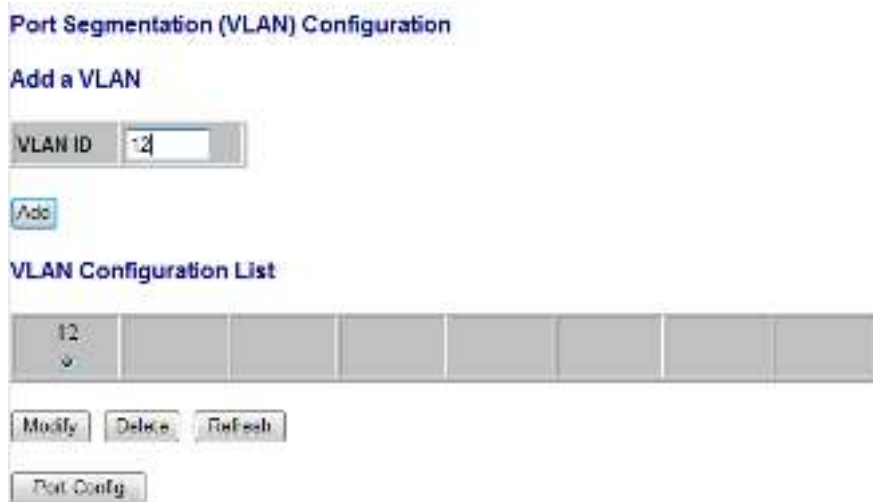 Port Segmentation (VLAN) Configuration
Add a VLAN
VLAN ID 12
Add
VLAN Configuration List
12
Modify Delete Refresh
Port Config